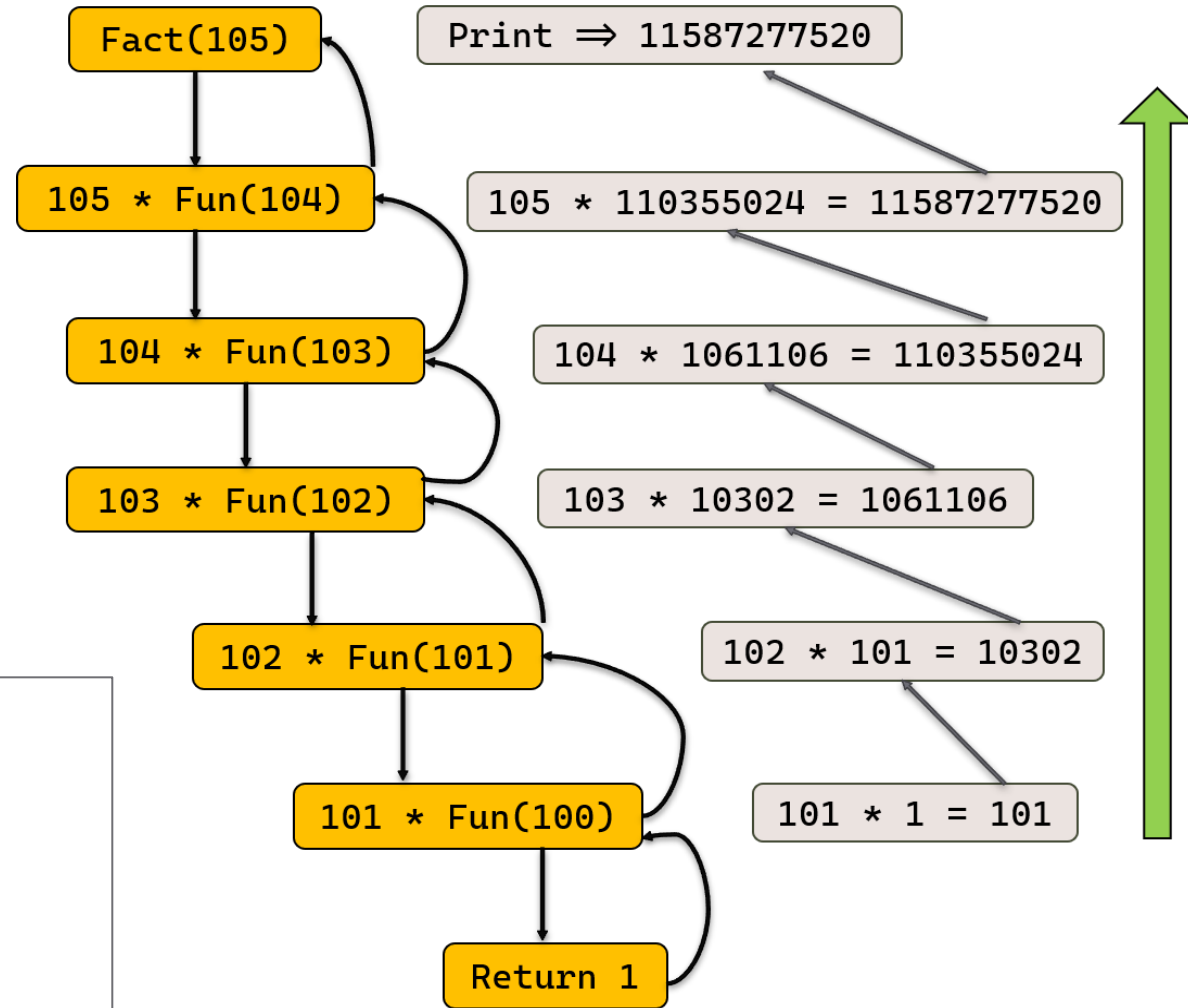 Fact(105)
Print ⇒ 11587277520
105 * Fun(104)
105 * 110355024 = 11587277520
104 * Fun(103)
104 * 1061106 = 110355024
103 * Fun(102)
103 * 10302 = 1061106
102 * Fun(101)
102 * 101 = 10302
101 * Fun(100)
101 * 1 = 101
Return 1